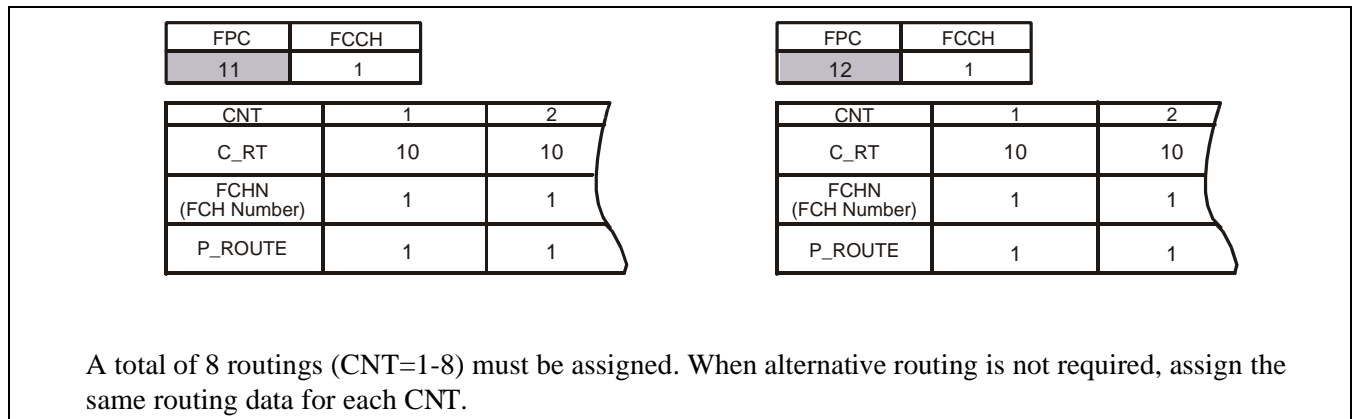 FPC FCCH
11 1
CNT 1 2
C_RT 10 10
FCHN
(FCH Number) 1 1
P_ROUTE 1 1
FPC FCCH
12 1
CNT 1 2
C_RT 10 10
FCHN
(FCH Number) 1 1
P_ROUTE 1 1
A total of 8 routings (CNT=1-8) must be assigned. When alternative routing is not required, assign the
same routing data for each CNT.